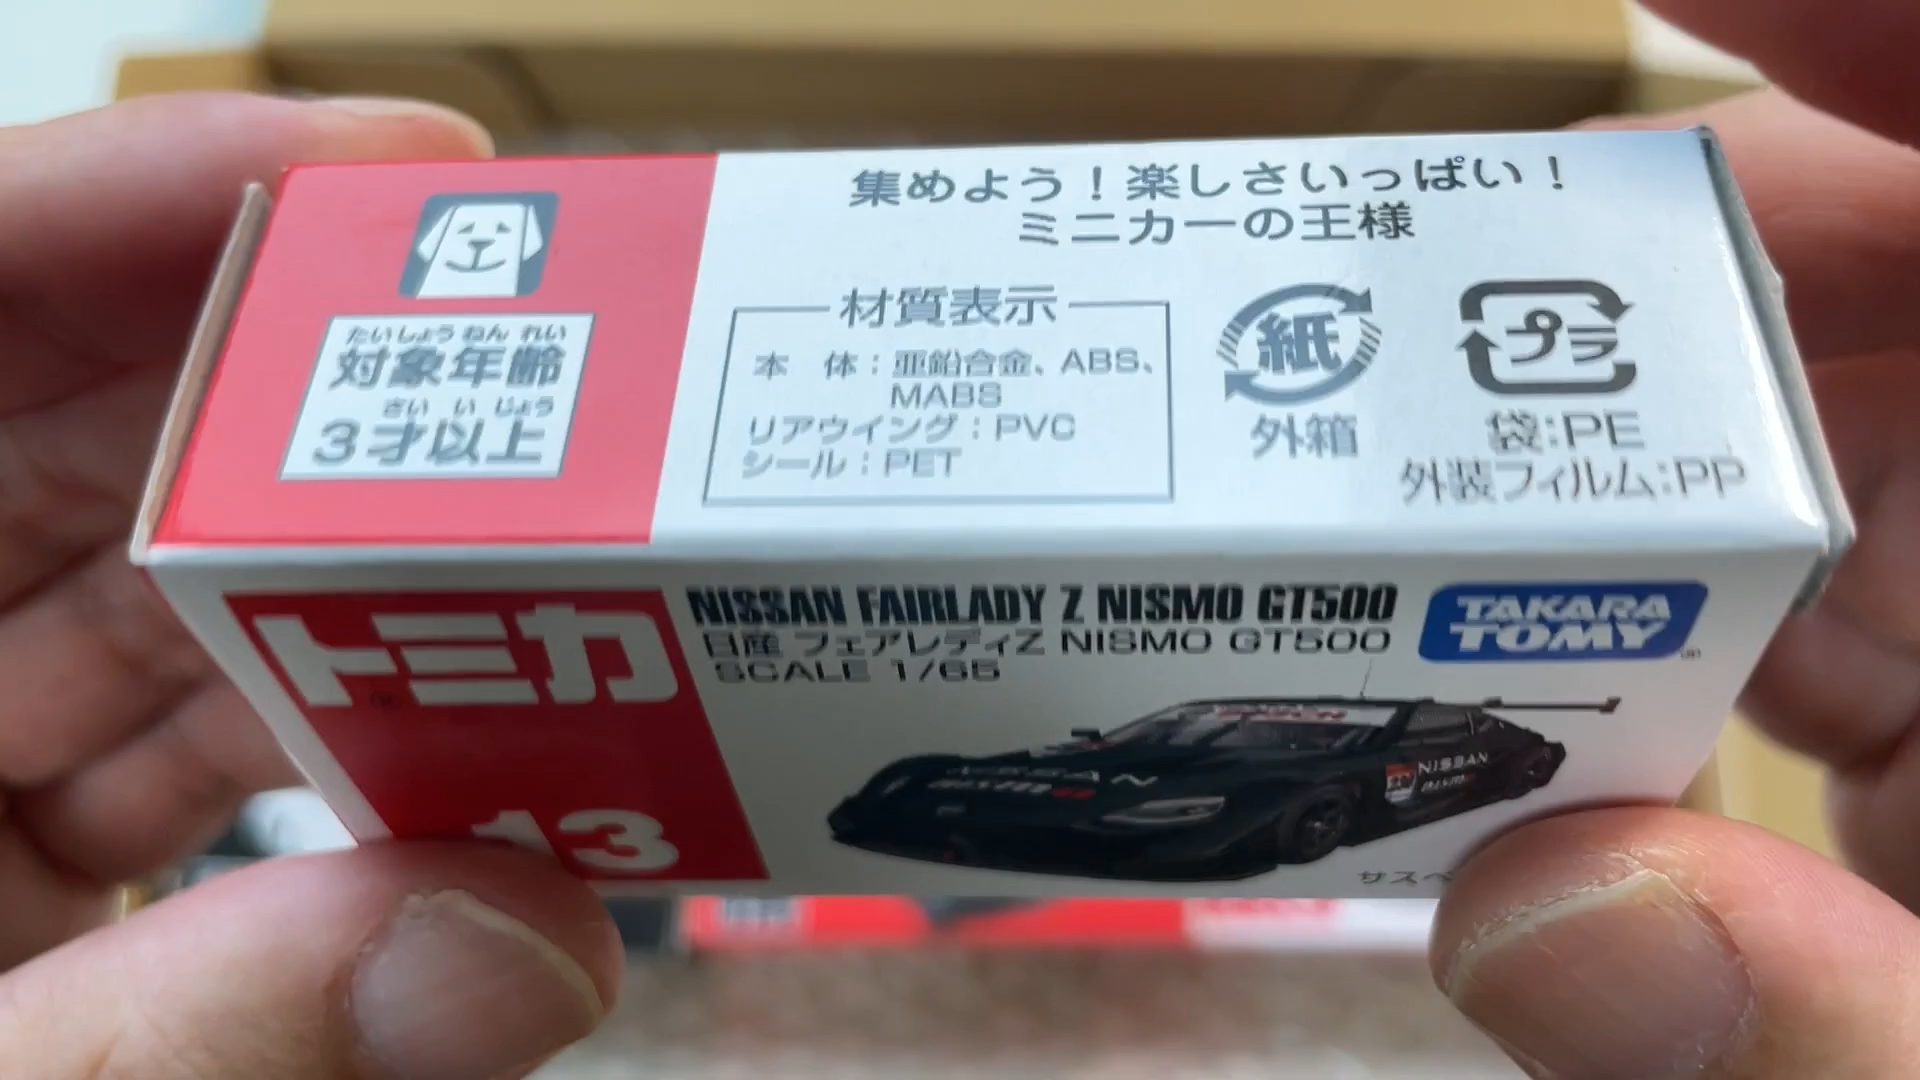 集めよう！楽しさいっぱい！
ミニカーの王様
たいしょうねんれい
対象年齢
さいいじょう
3才以上
材質表示
本　体：亜鉛合金、ABS、
MABS
リアウイング：PVC
シール：PET
紙
外箱
プラ
袋：PE
外装フィルム：PP
トミカ
13
NISSAN FAIRLADY Z NISMO GT500
日産 フェアレディZ NISMO GT500
SCALE 1/65
TAKARA
TOMY
NISSAN
NISMO
NISSAN
NISMO
サスペ